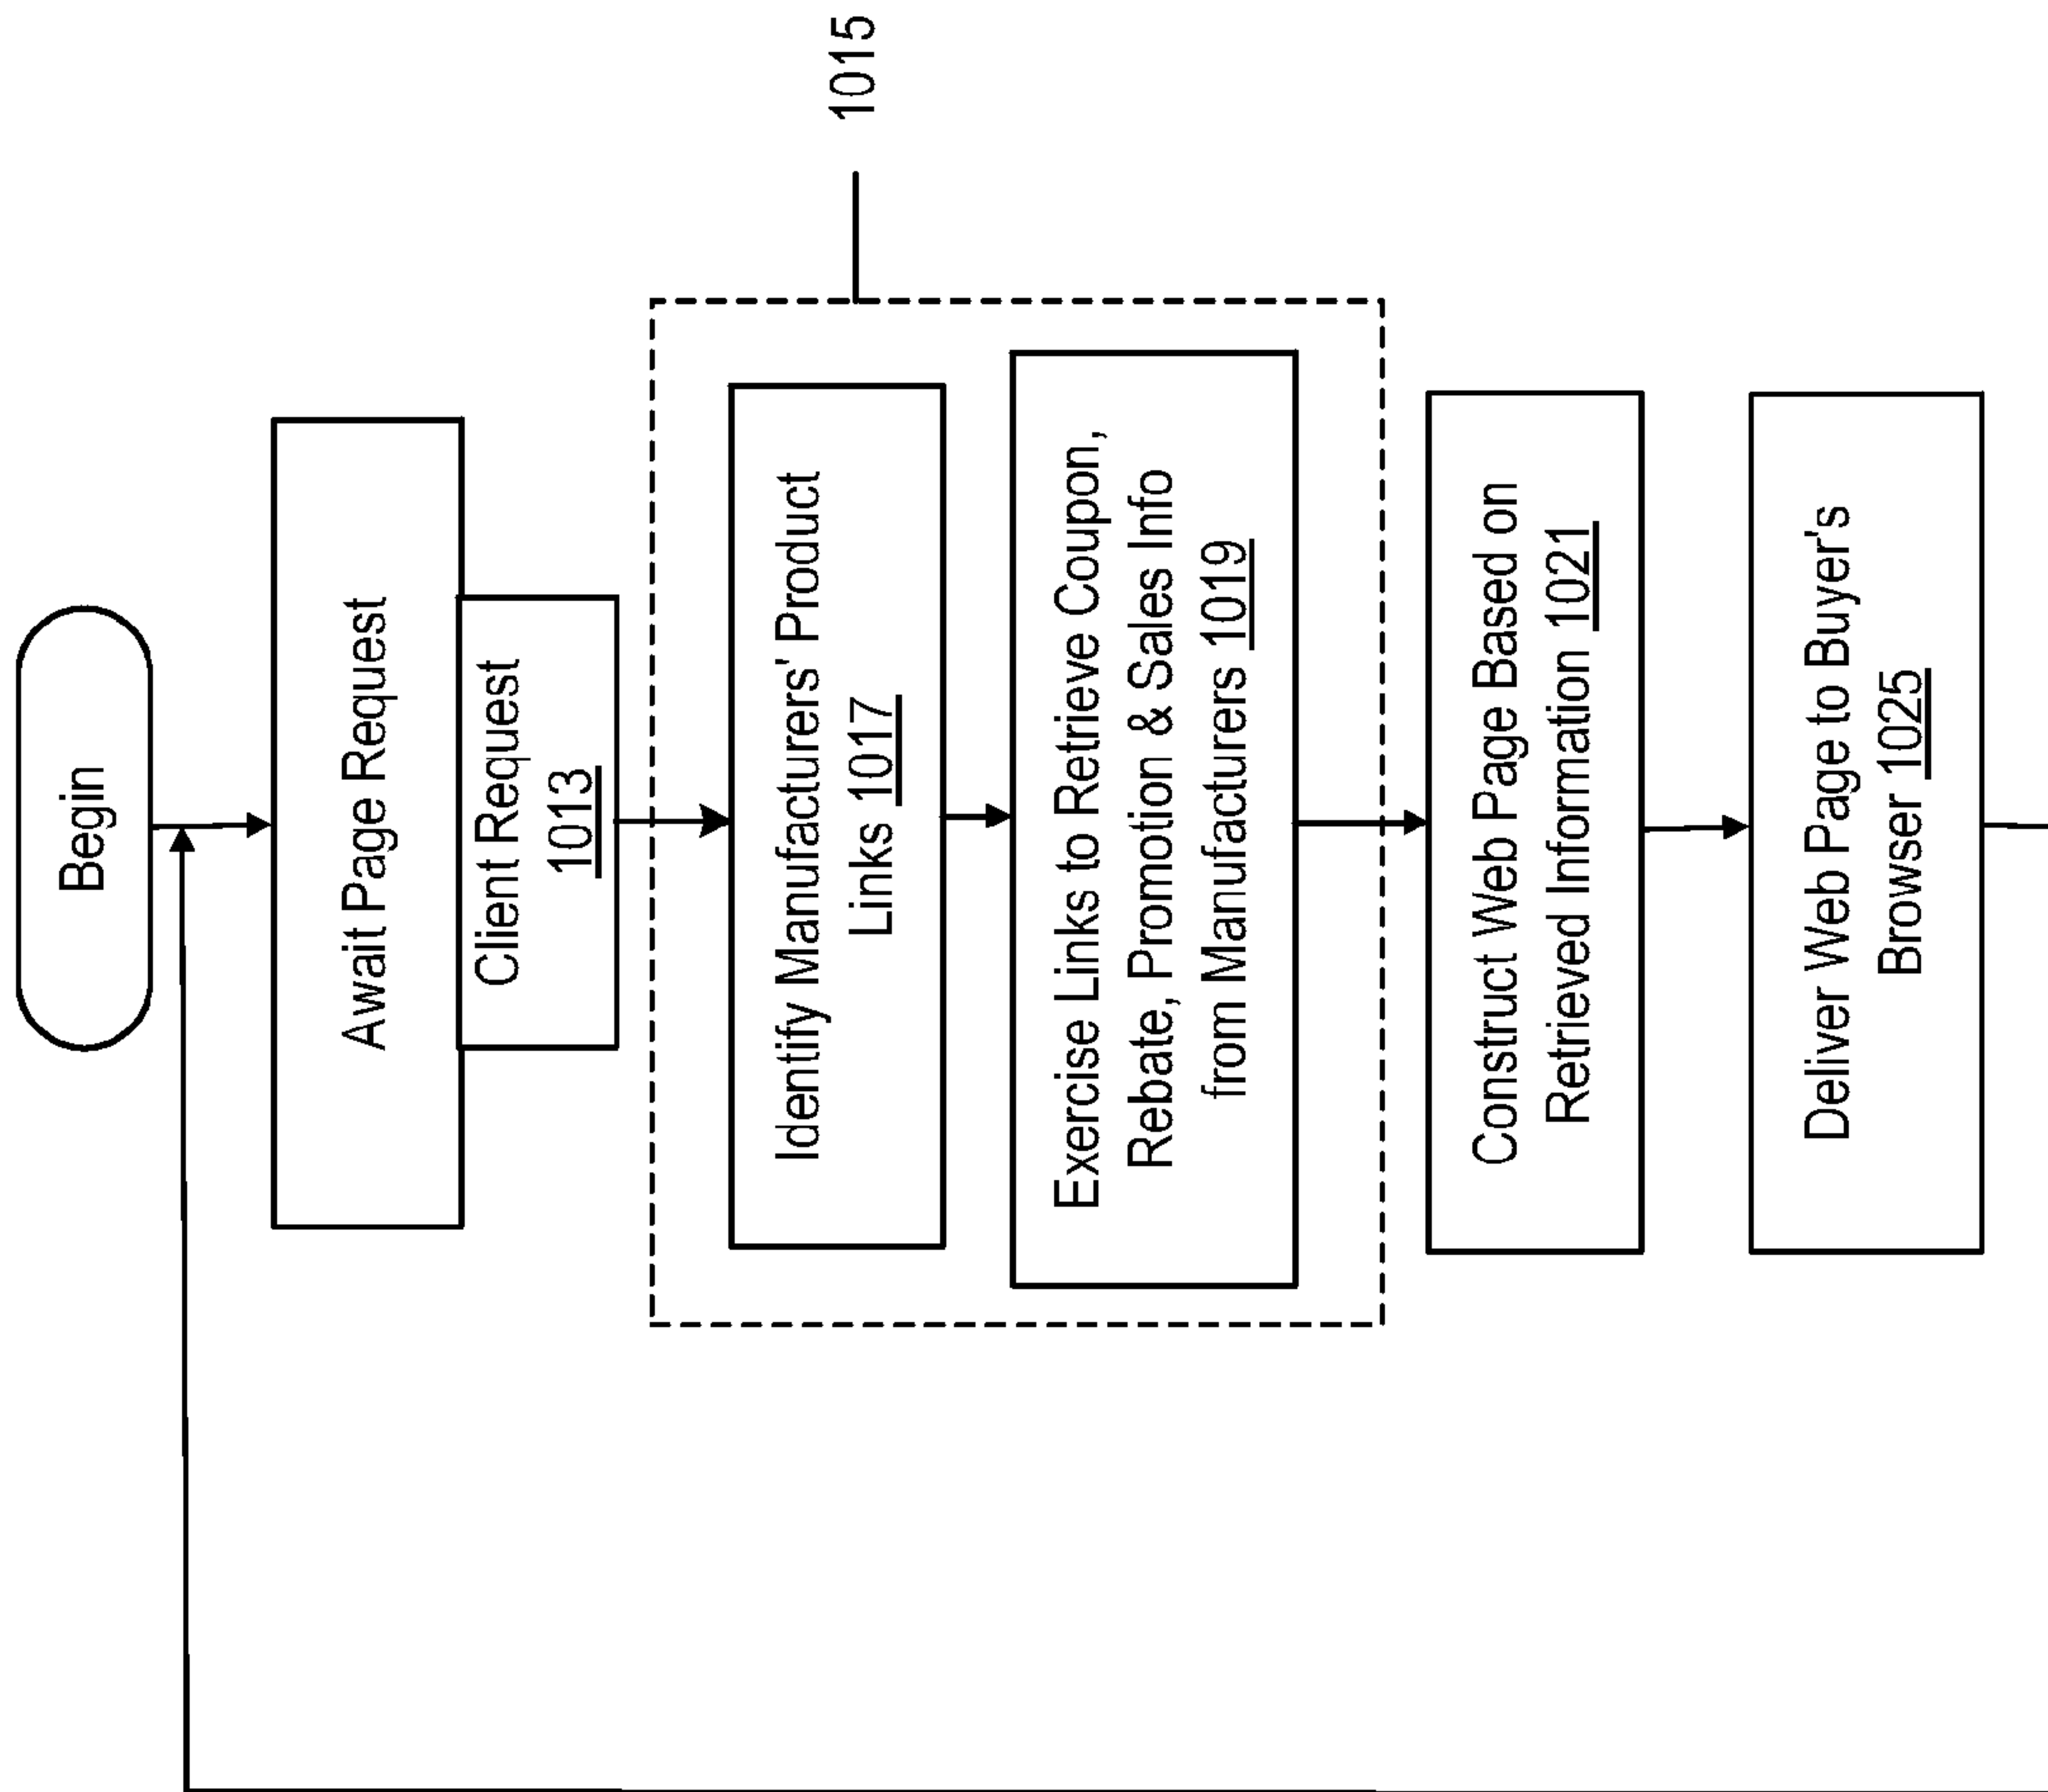 Begin
Await Page Request
Client Request
1013
1015
Identify Manufacturers' Product
Links 1017
Exercise Links to Retrieve Coupon,
Rebate, Promotion & Sales Info
from Manufacturers 1019
Construct Web Page Based on
Retrieved Information 1021
Deliver Web Page to Buyer's
Browser 1025